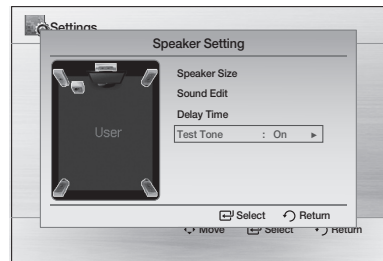 Settings
Speaker Setting
Speaker Size
Sound Edit
Delay Time
Test Tone : On ►
User
Select Return
Move Select Return